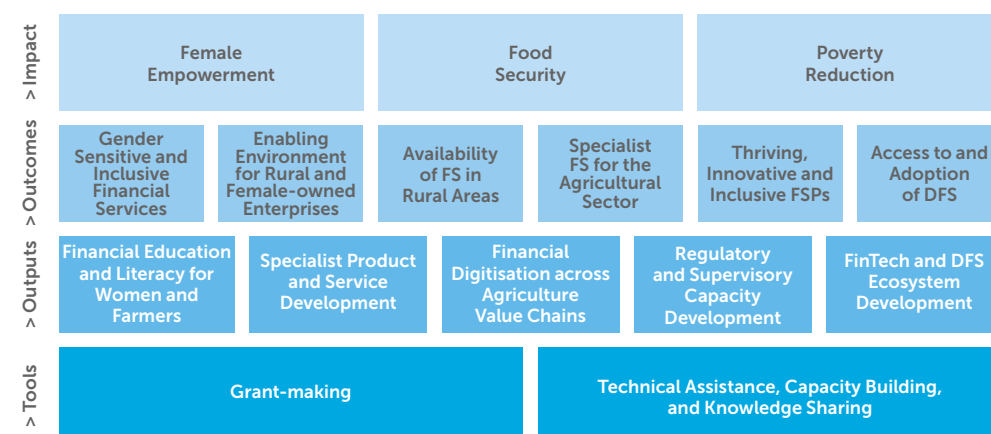 > Impact
Female
Empowerment
Food
Security
Poverty
Reduction
> Outcomes
Gender
Sensitive and
Inclusive
Financial
Services
Enabling
Environment
for Rural and
Female-owned
Enterprises
Availability
of FS in
Rural Areas
Specialist
FS for the
Agricultural
Sector
Thriving,
Innovative and
Inclusive FSPs
Access to and
Adoption
of DFS
> Outputs
Financial Education
and Literacy for
Women and
Farmers
Specialist Product
and Service
Development
Financial
Digitisation across
Agriculture
Value Chains
Regulatory
and Supervisory
Capacity
Development
FinTech and DFS
Ecosystem
Development
> Tools
Grant-making
Technical Assistance, Capacity Building,
and Knowledge Sharing